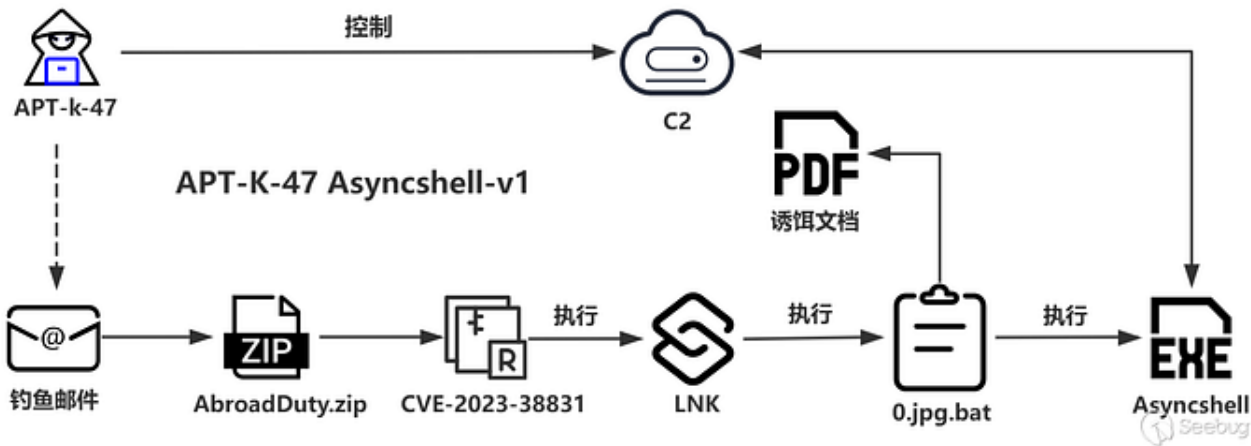 控制
APT-k-47
C2
PDF
诱饵文档
APT-K-47 Asyncshell-v1
@
ZIP
R
执行
执行
执行
EXE
钓鱼邮件
AbroadDuty.zip
CVE-2023-38831
LNK
0.jpg.bat
Asyncshell
Seebug